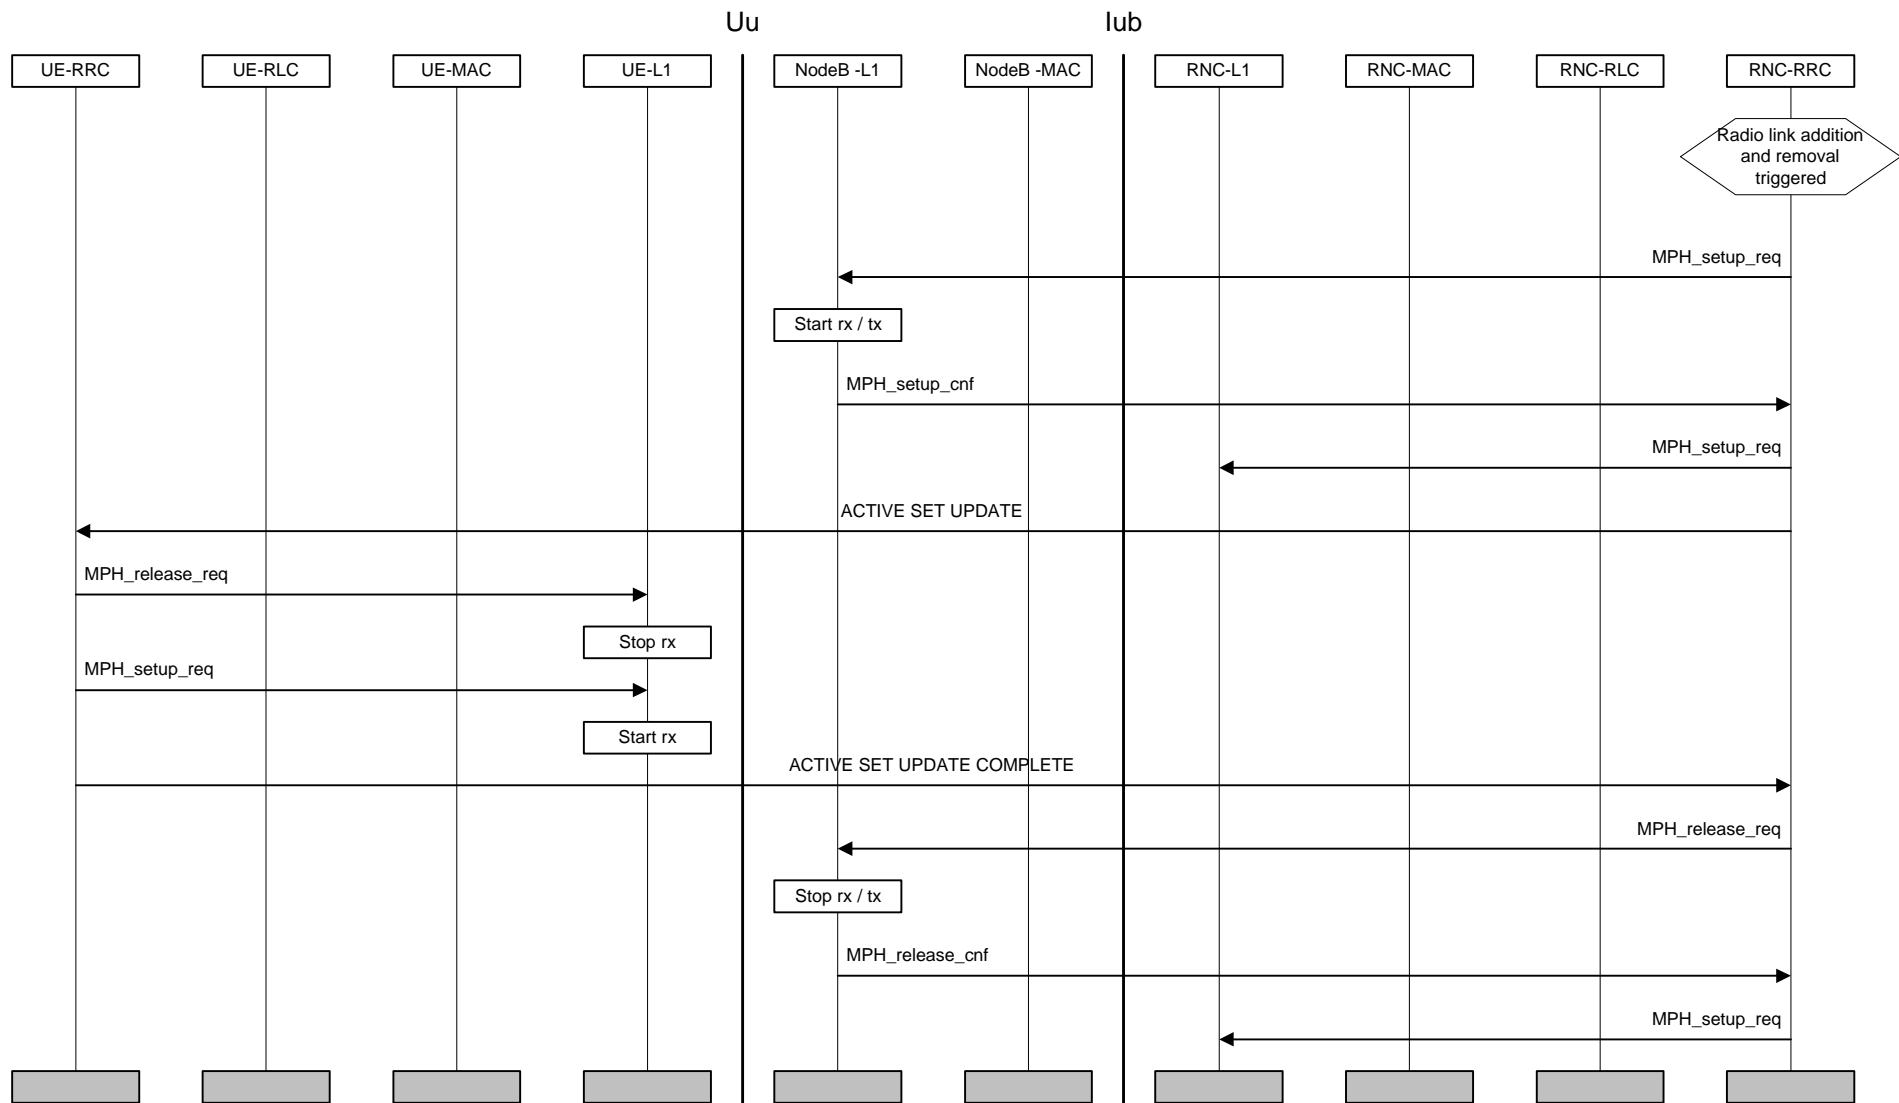 Uu
Iub
UE-RRC
UE-RLC
UE-MAC
UE-L1
NodeB -L1
NodeB -MAC
RNC-L1
RNC-MAC
RNC-RLC
RNC-RRC
Radio link addition
and removal
triggered
MPH_setup_req
Start rx / tx
MPH_setup_cnf
MPH_setup_req
ACTIVE SET UPDATE
MPH_release_req
Stop rx
MPH_setup_req
Start rx
ACTIVE SET UPDATE COMPLETE
MPH_release_req
Stop rx / tx
MPH_release_cnf
MPH_setup_req